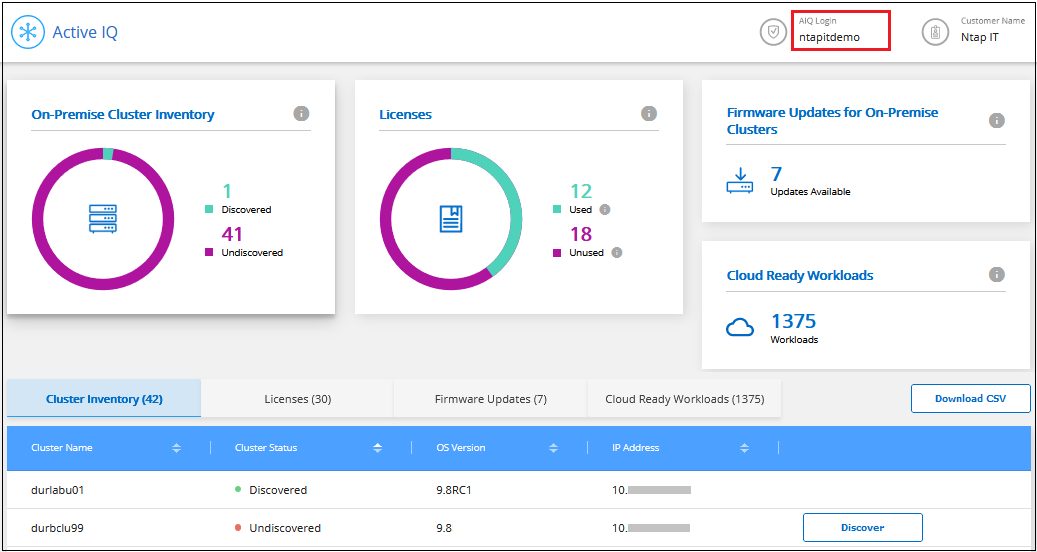 Active IQ
AIQ Login
ntapitdemo
Customer Name
Ntap IT
On-Premise Cluster Inventory
1
Discovered
41
Undiscovered
Licenses
12
Used
18
Unused
Firmware Updates for On-Premise
Clusters
7
Updates Available
Cloud Ready Workloads
1375
Workloads
Cluster Inventory (42)
Licenses (30)
Firmware Updates (7)
Cloud Ready Workloads (1375)
Download CSV
Cluster Name
Cluster Status
OS Version
IP Address
durlabu01
Discovered
9.8RC1
10.
durbclu99
Undiscovered
9.8
10.
Discover